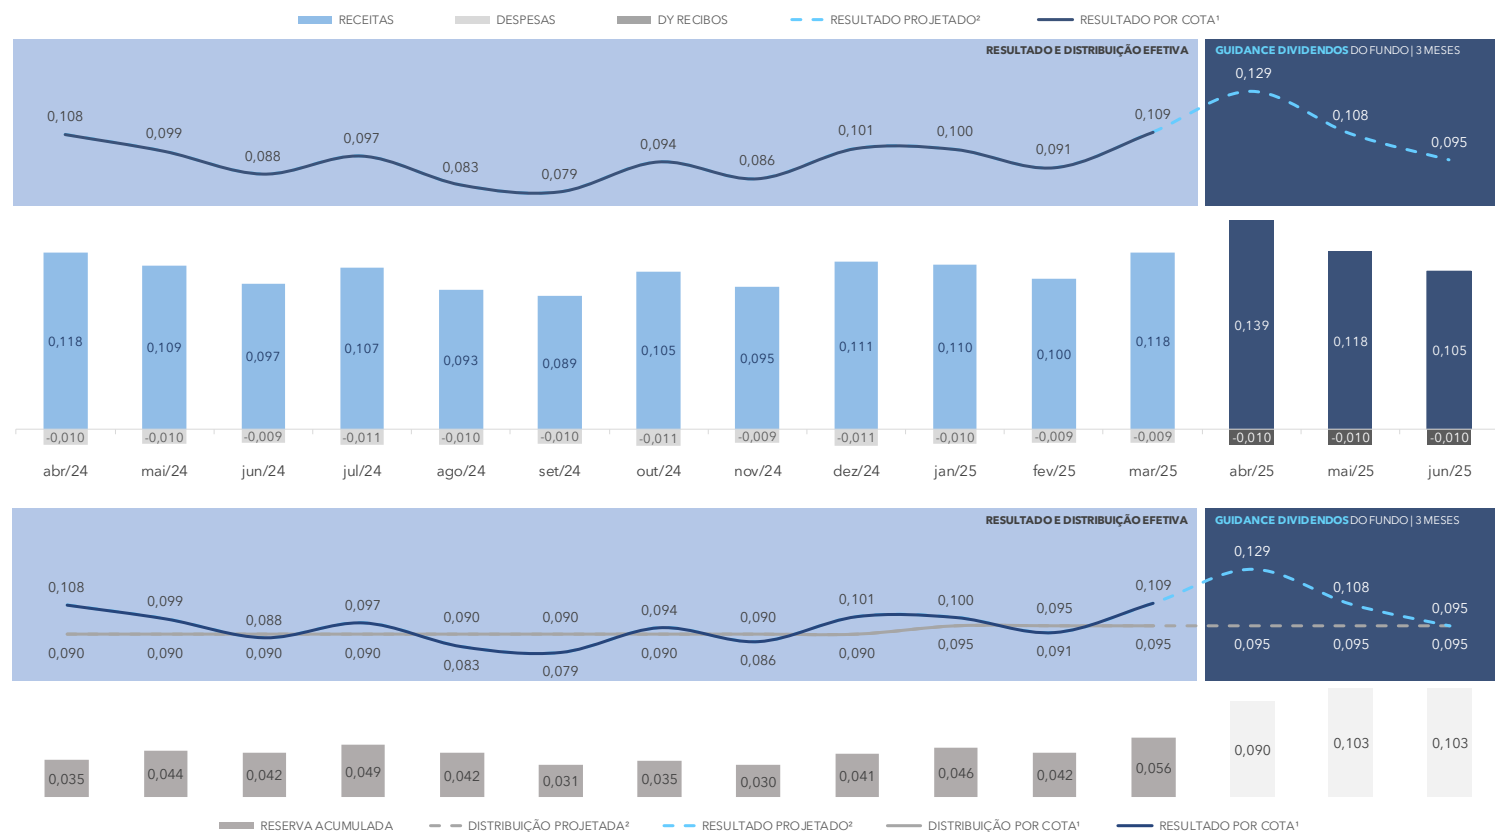 RECEITAS DESPESAS DY RECIBOS RESULTADO PROJETADO² RESULTADO POR COTA¹
RESULTADO E DISTRIBUIÇÃO EFETIVA GUIDANCE DIVIDENDOS DO FUNDO | 3 MESES
0,108 0,099 0,088 0,097 0,083 0,079 0,094 0,086 0,101 0,100 0,091 0,109 0,129 0,108 0,095
0,118 0,109 0,097 0,107 0,093 0,089 0,105 0,095 0,111 0,110 0,100 0,118 0,139 0,118 0,105
-0,010 -0,010 -0,009 -0,011 -0,010 -0,010 -0,011 -0,009 -0,011 -0,010 -0,009 -0,009 -0,010 -0,010 -0,010
abr/24 mai/24 jun/24 jul/24 ago/24 set/24 out/24 nov/24 dez/24 jan/25 fev/25 mar/25 abr/25 mai/25 jun/25
RESULTADO E DISTRIBUIÇÃO EFETIVA GUIDANCE DIVIDENDOS DO FUNDO | 3 MESES
0,108 0,099 0,088 0,097 0,090 0,090 0,094 0,090 0,101 0,100 0,095 0,109 0,129 0,108 0,095
0,090 0,090 0,090 0,090 0,083 0,079 0,090 0,086 0,090 0,095 0,091 0,095 0,095 0,095 0,095
0,035 0,044 0,042 0,049 0,042 0,031 0,035 0,030 0,041 0,046 0,042 0,056 0,090 0,103 0,103
RESERVA ACUMULADA DISTRIBUIÇÃO PROJETADA² RESULTADO PROJETADO² DISTRIBUIÇÃO POR COTA¹ RESULTADO POR COTA¹